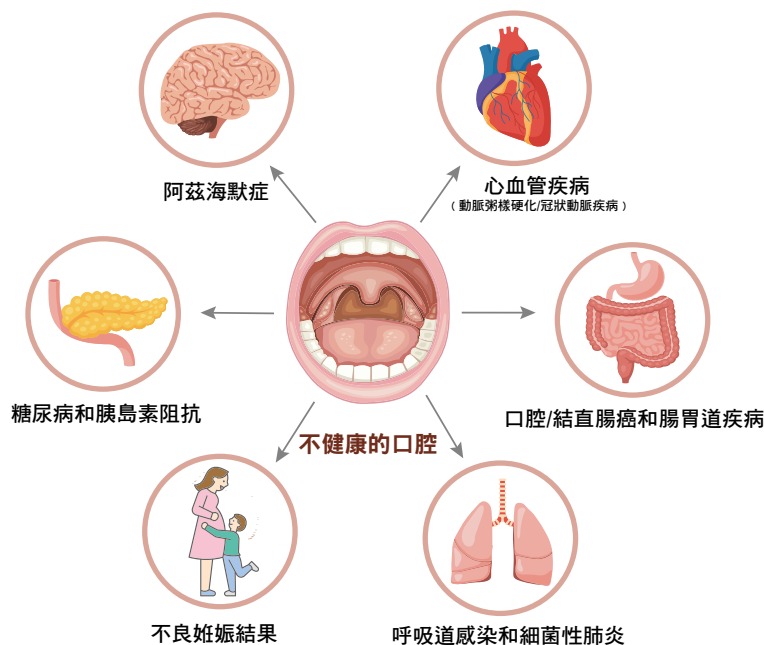 阿茲海默症
心血管疾病
（動脈粥樣硬化/冠狀動脈疾病）
糖尿病和胰島素阻抗
口腔/結直腸癌和腸胃道疾病
不健康的口腔
不良妊娠結果
呼吸道感染和細菌性肺炎